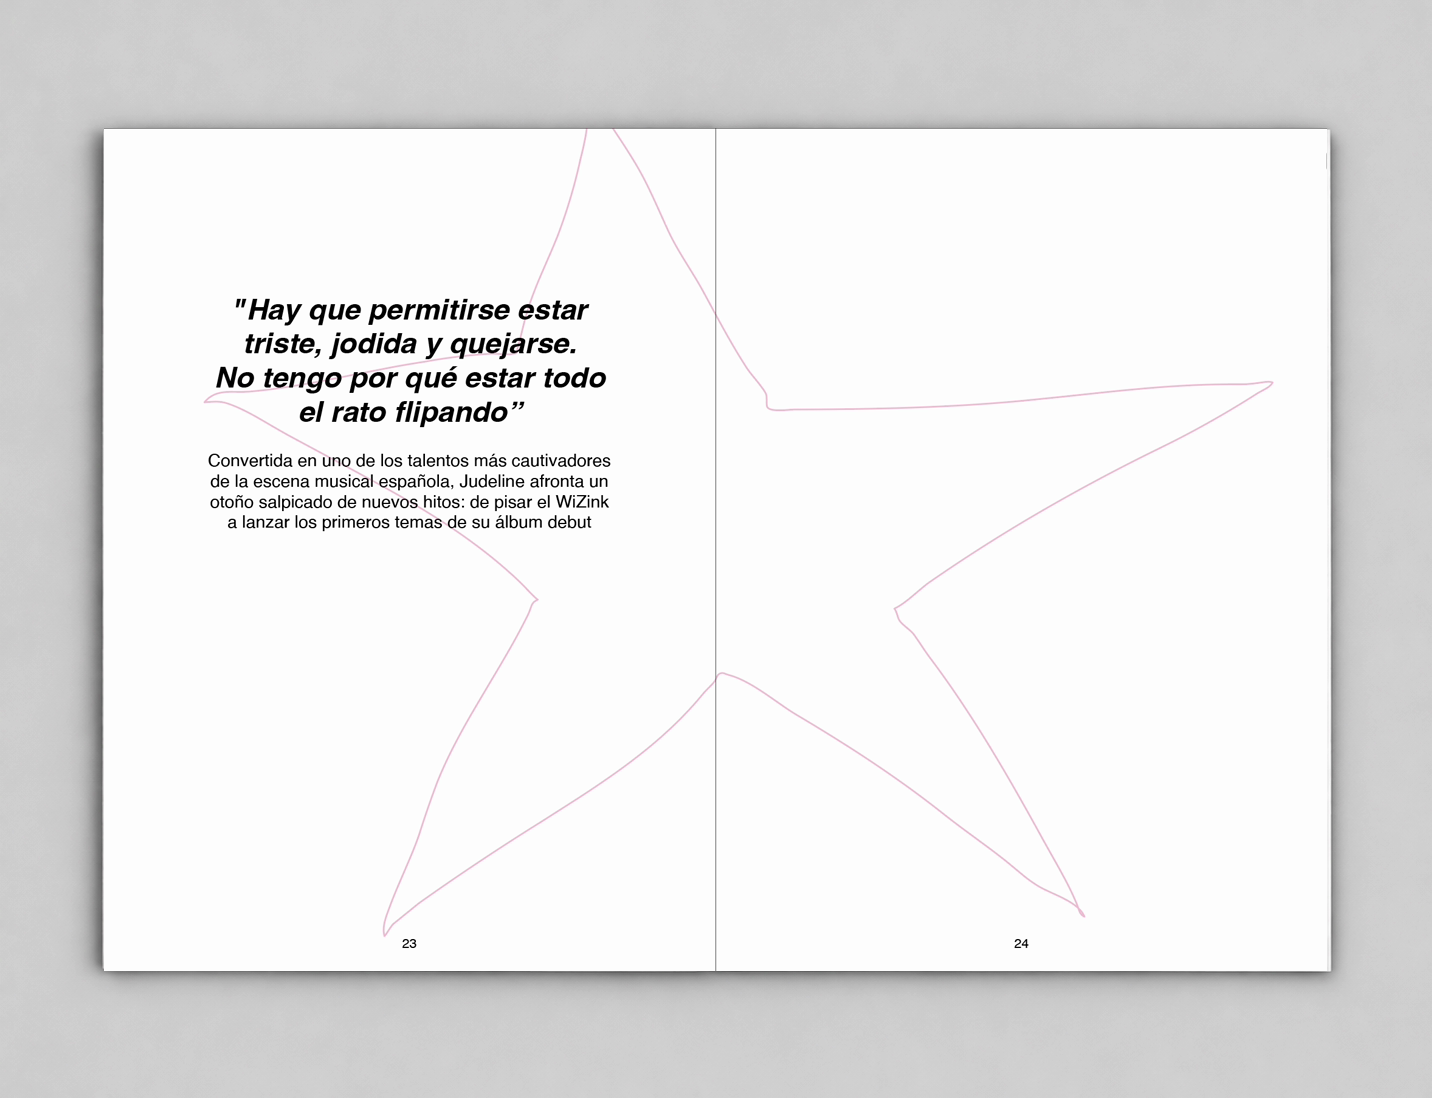 "Hay que permitirse estar
triste, jodida y quejarse.
No tengo por qué estar todo
el rato flipando”
Convertida en uno de los talentos más cautivadores
de la escena musical española, Judeline afronta un
otoño salpicado de nuevos hitos: de pisar el WiZink
a lanzar los primeros temas de su álbum debut
23
24